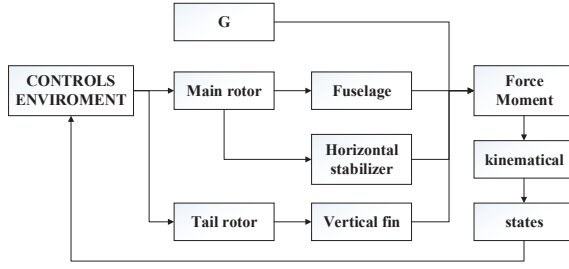 G
CONTROLS
ENVIROMENT
Main rotor
Fuselage
Force
Moment
Horizontal
stabilizer
kinematical
Tail rotor
Vertical fin
states